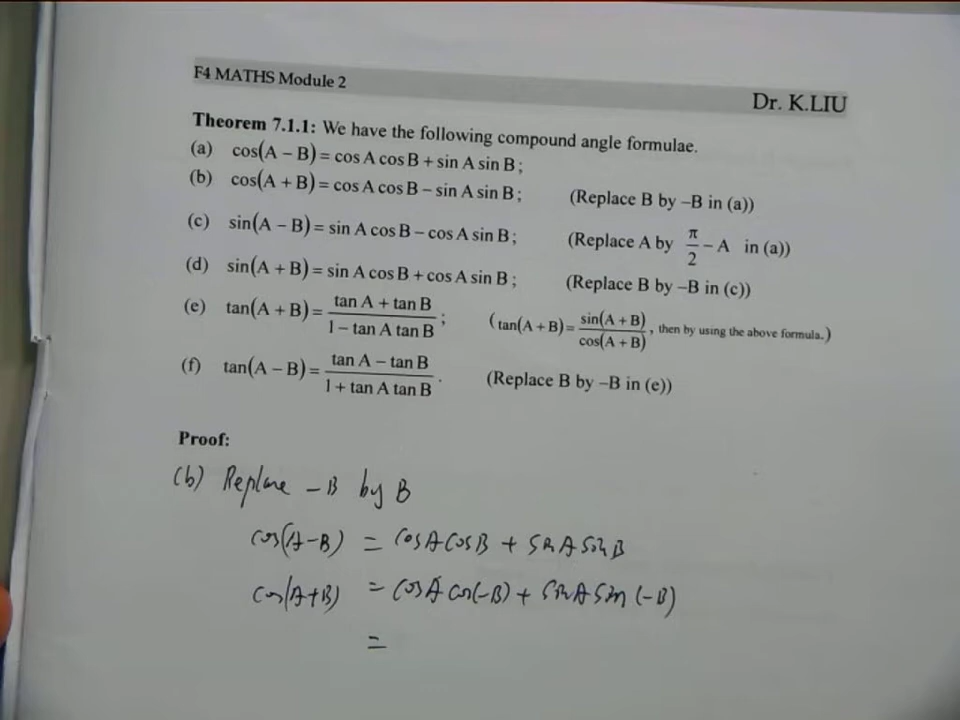 F4 MATHS Module 2
Dr. K.LIU
Theorem 7.1.1: We have the following compound angle formulae.
(a) cos(A − B) = cos A cos B + sin A sin B ;
(b) cos(A + B) = cos A cos B − sin A sin B ; (Replace B by −B in (a))
(c) sin(A − B) = sin A cos B − cos A sin B ; (Replace A by π/2 − A in (a))
(d) sin(A + B) = sin A cos B + cos A sin B ; (Replace B by −B in (c))
(e) tan(A + B) = (tan A + tan B)/(1 − tan A tan B) ; ( tan(A + B) = sin(A + B)/cos(A + B) , then by using the above formula.)
(f) tan(A − B) = (tan A − tan B)/(1 + tan A tan B) . (Replace B by −B in (e))
Proof:
(b) Replace −B by B
cos(A−B) = cosA cosB + sinA sinB
cos(A+B) = cosA cos(−B) + sinA sin(−B)
=